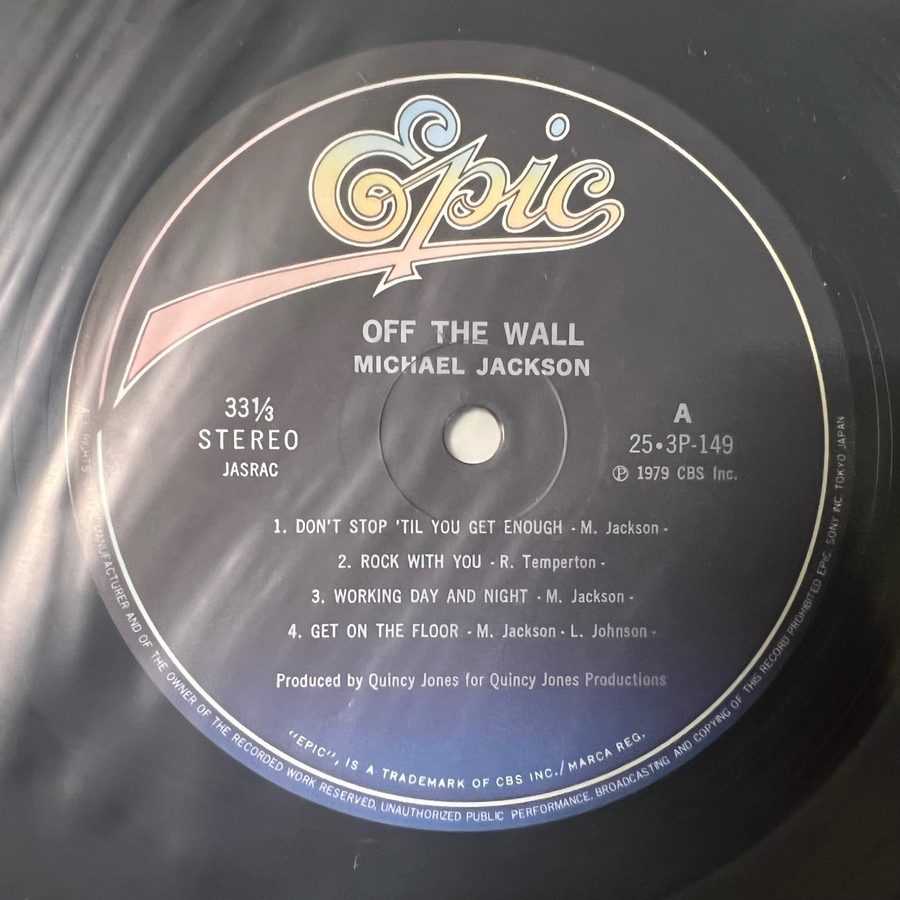 Epic
OFF THE WALL
MICHAEL JACKSON
33⅓
STEREO
JASRAC
A
25•3P-149
Ⓟ 1979 CBS Inc.
1. DON'T STOP 'TIL YOU GET ENOUGH - M. Jackson -
2. ROCK WITH YOU - R. Temperton -
3. WORKING DAY AND NIGHT - M. Jackson -
4. GET ON THE FLOOR - M. Jackson - L. Johnson -
Produced by Quincy Jones for Quincy Jones Productions
"EPIC", IS A TRADEMARK OF CBS INC./MARCA REG.
MANUFACTURER AND OF THE OWNER OF THE RECORDED WORK RESERVED, UNAUTHORIZED PUBLIC PERFORMANCE, BROADCASTING AND COPYING OF THIS RECORD PROHIBITED EPIC SONY INC. TOKYO JAPAN